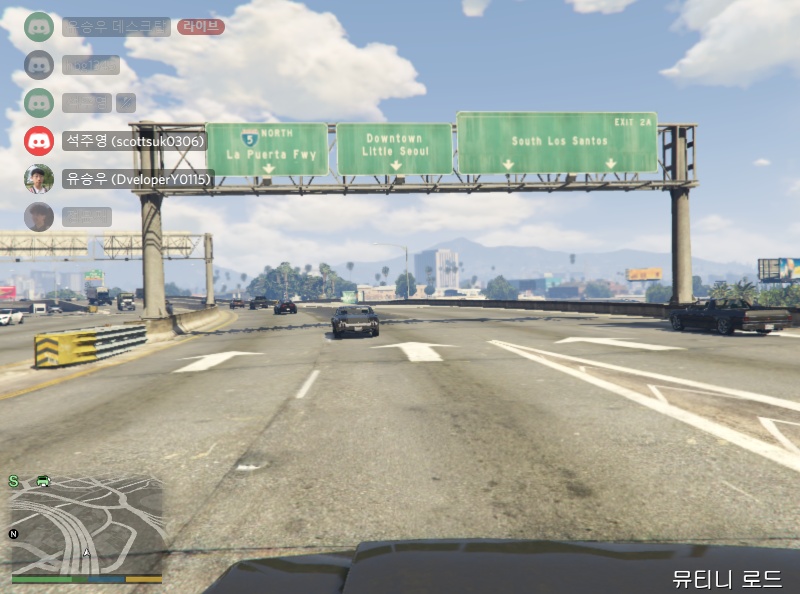 유승우 데스크탑
라이브
석주영 (scottsuk0306)
유승우 (DveloperY0115)
5 NORTH
La Puerta Fwy
Downtown
Little Seoul
EXIT 2A
South Los Santos
S
N
뮤티니 로드